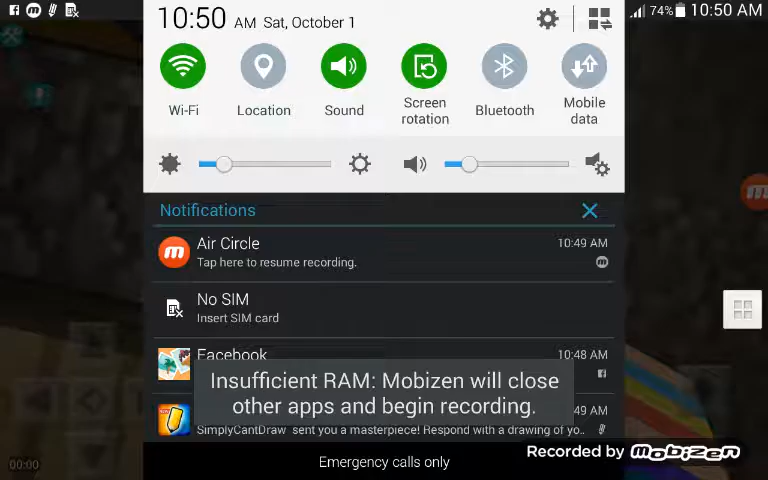 10:50 AM Sat, October 1
74% 10:50 AM
Wi-Fi
Location
Sound
Screen rotation
Bluetooth
Mobile data
Notifications
Air Circle 10:49 AM
Tap here to resume recording.
No SIM
Insert SIM card
Facebook 10:48 AM
Insufficient RAM: Mobizen will close
other apps and begin recording.
49 AM
SimplyCantDraw sent you a masterpiece! Respond with a drawing of yo..
Emergency calls only
00:00
Recorded by Mobizen